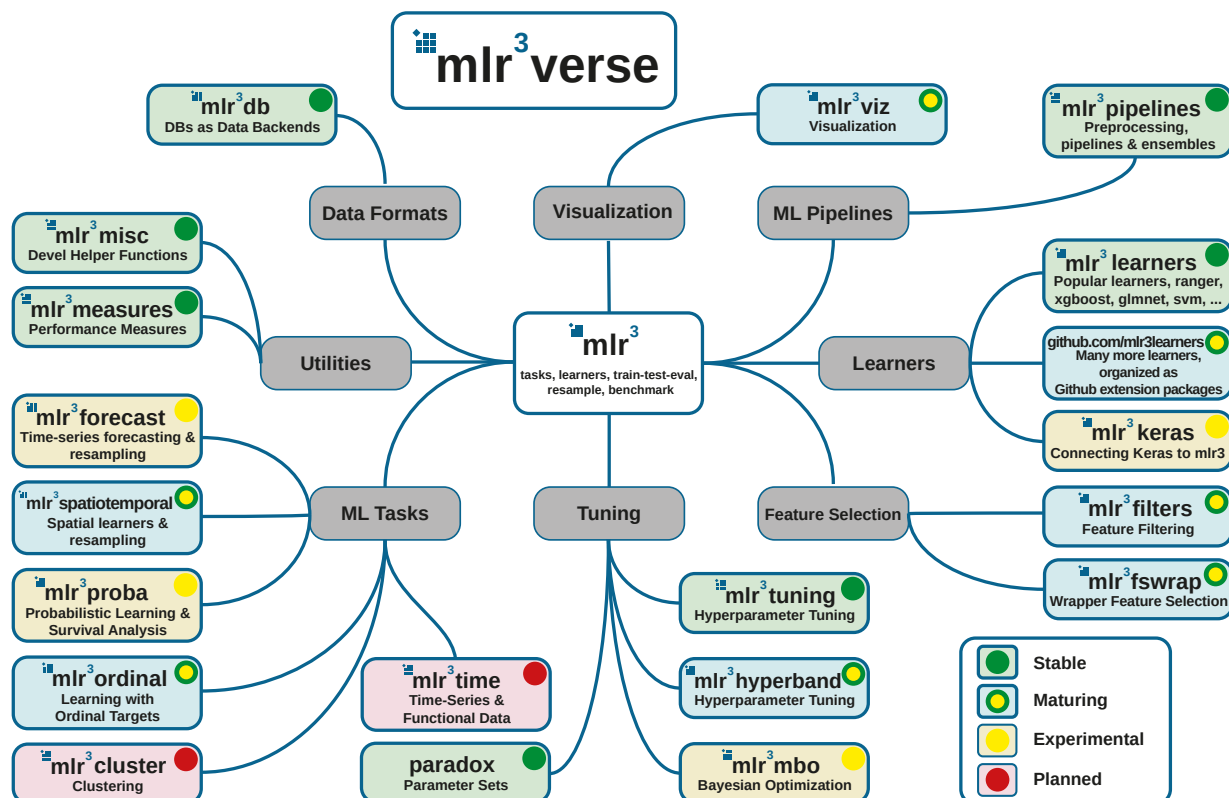 mlr3verse
mlr3db
DBs as Data Backends
mlr3viz
Visualization
mlr3pipelines
Preprocessing,
pipelines & ensembles
Data Formats
Visualization
ML Pipelines
mlr3misc
Devel Helper Functions
mlr3measures
Performance Measures
Utilities
mlr3
tasks, learners, train-test-eval,
resample, benchmark
Learners
mlr3learners
Popular learners, ranger,
xgboost, glmnet, svm, ...
github.com/mlr3learners
Many more learners,
organized as
Github extension packages
mlr3keras
Connecting Keras to mlr3
mlr3forecast
Time-series forecasting &
resampling
mlr3spatiotemporal
Spatial learners &
resampling
mlr3proba
Probabilistic Learning &
Survival Analysis
mlr3ordinal
Learning with
Ordinal Targets
mlr3cluster
Clustering
ML Tasks
Tuning
Feature Selection
mlr3filters
Feature Filtering
mlr3fswrap
Wrapper Feature Selection
mlr3time
Time-Series &
Functional Data
paradox
Parameter Sets
mlr3tuning
Hyperparameter Tuning
mlr3hyperband
Hyperparameter Tuning
mlr3mbo
Bayesian Optimization
Stable
Maturing
Experimental
Planned